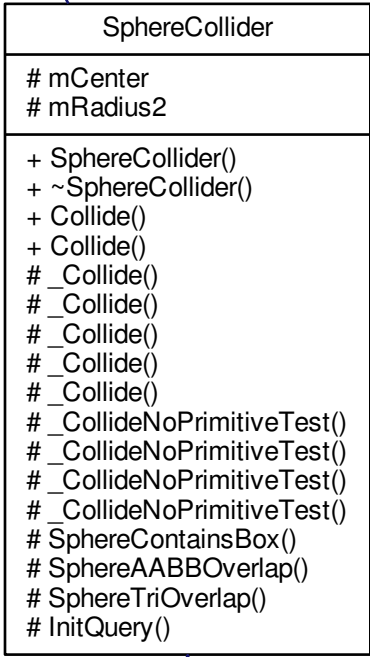 SphereCollider
# mCenter
# mRadius2
+ SphereCollider()
+ ~SphereCollider()
+ Collide()
+ Collide()
# _Collide()
# _Collide()
# _Collide()
# _Collide()
# _Collide()
# _CollideNoPrimitiveTest()
# _CollideNoPrimitiveTest()
# _CollideNoPrimitiveTest()
# _CollideNoPrimitiveTest()
# SphereContainsBox()
# SphereAABBOverlap()
# SphereTriOverlap()
# InitQuery()